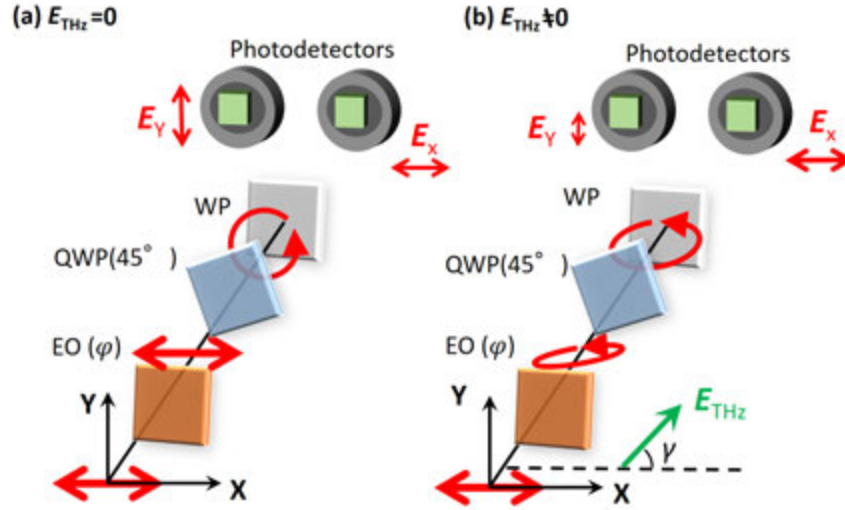 (a) E_THz=0
Photodetectors
E_Y
E_x
WP
QWP(45° )
EO (φ)
Y
X
(b) E_THz≠0
Photodetectors
E_Y
E_x
WP
QWP(45° )
EO (φ)
Y
E_THz
γ
X